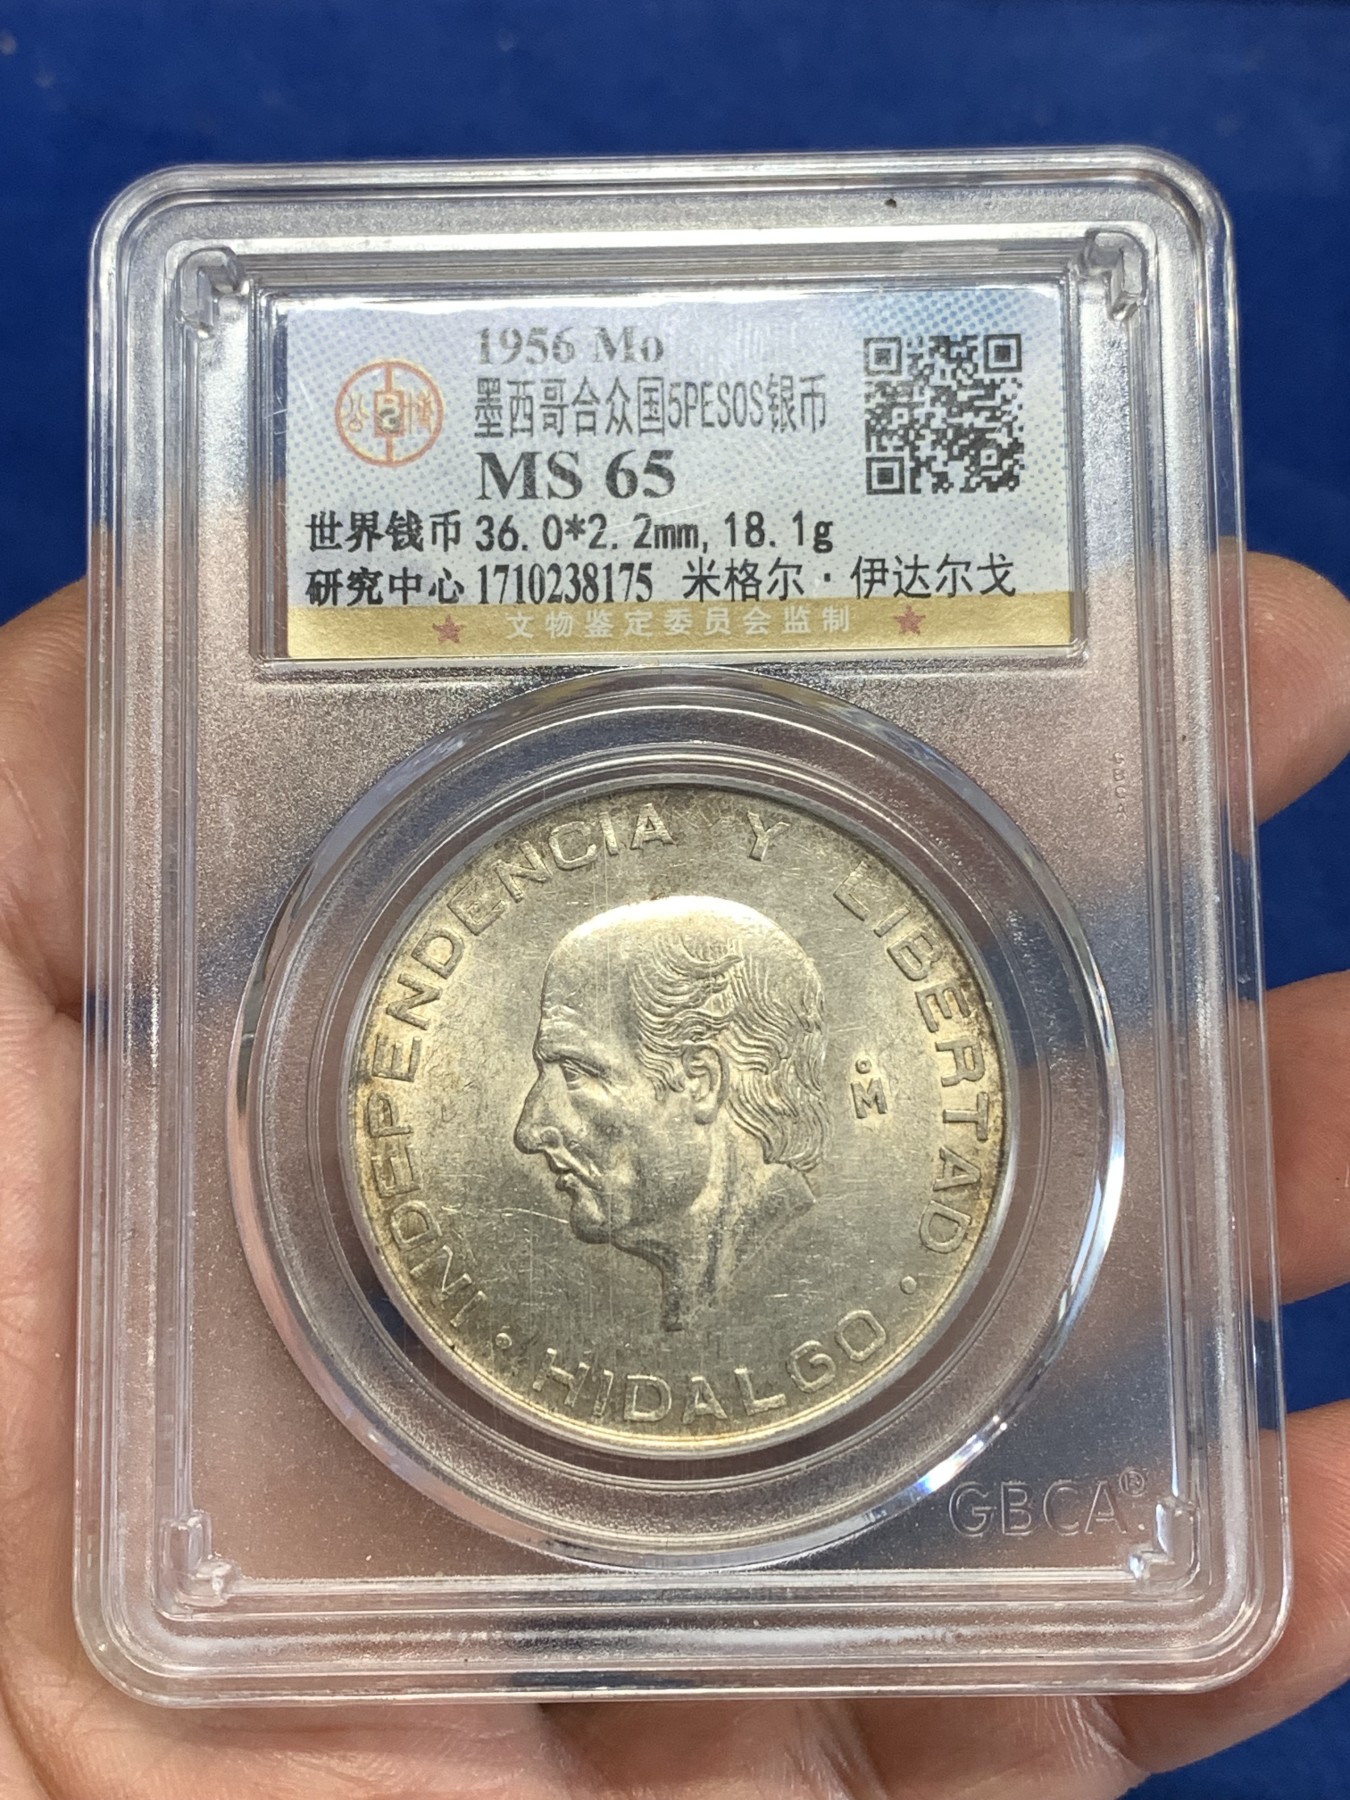 1956 Mo
公 博
墨西哥合众国5PESOS银币
MS 65
世界钱币 36.0*2.2mm, 18.1g
研究中心 1710238175 米格尔·伊达尔戈
★ 文物鉴定委员会监制 ★
INDEPENDENCIA Y LIBERTAD
°M
· HIDALGO ·
GBCA®